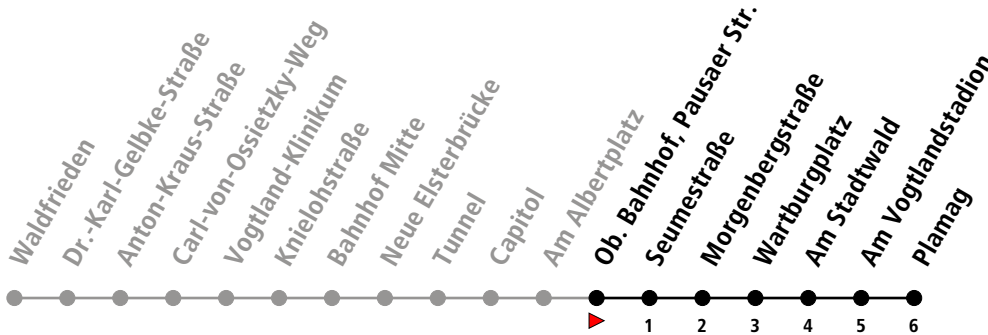 Waldfrieden
Dr.-Karl-Gelbke-Straße
Anton-Kraus-Straße
Carl-von-Ossietzky-Weg
Vogtland-Klinikum
Knielohstraße
Bahnhof Mitte
Neue Elsterbrücke
Tunnel
Capitol
Am Albertplatz
Ob. Bahnhof, Pausaer Str.
Seumestraße
Morgenbergstraße
Wartburgplatz
Am Stadtwald
Am Vogtlandstadion
Plamag
1 2 3 4 5 6